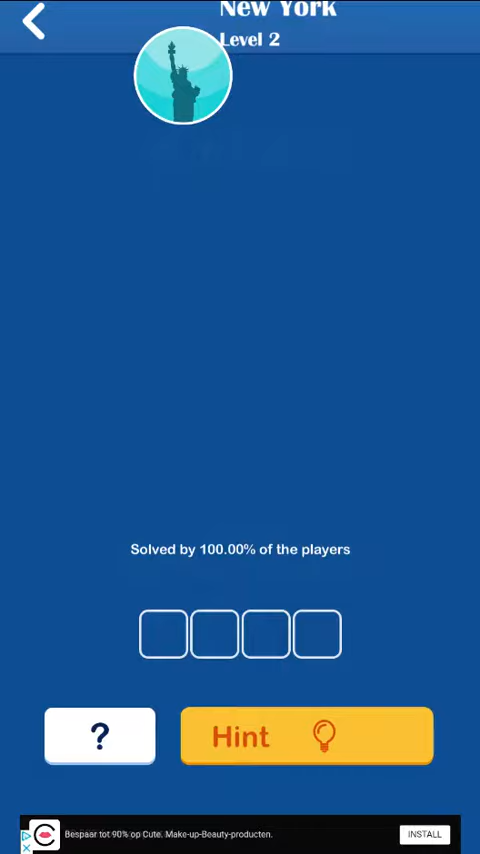 New York
Level 2
Solved by 100.00% of the players
?
Hint
Bespaar tot 90% op Cute. Make-up-Beauty-producten.
INSTALL